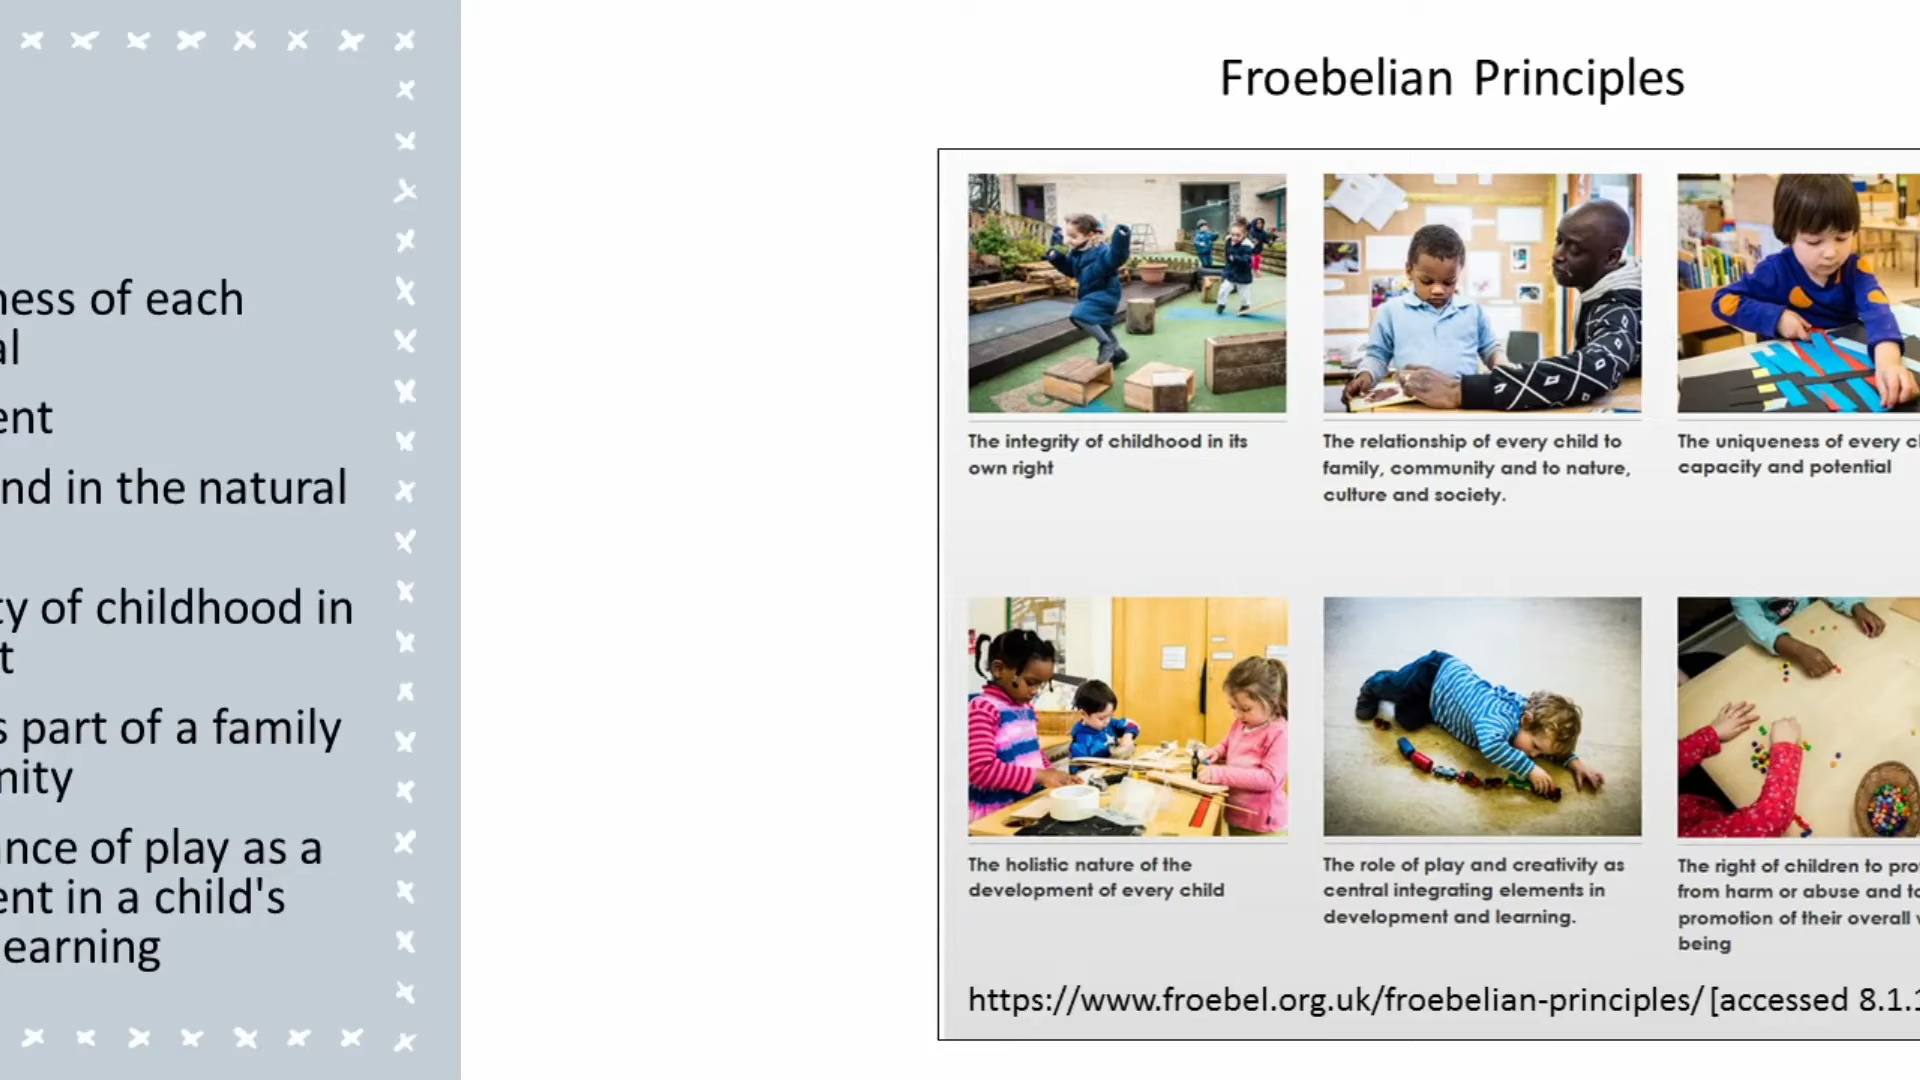 ness of each
al
ent
nd in the natural
ty of childhood in
t
s part of a family
nity
ance of play as a
ent in a child's
earning
Froebelian Principles
The integrity of childhood in its
own right
The relationship of every child to
family, community and to nature,
culture and society.
The uniqueness of every
capacity and potential
The holistic nature of the
development of every child
The role of play and creativity as
central integrating elements in
development and learning.
The right of children to
from harm or abuse and
promotion of their overall
being
https://www.froebel.org.uk/froebelian-principles/ [accessed 8.1.1